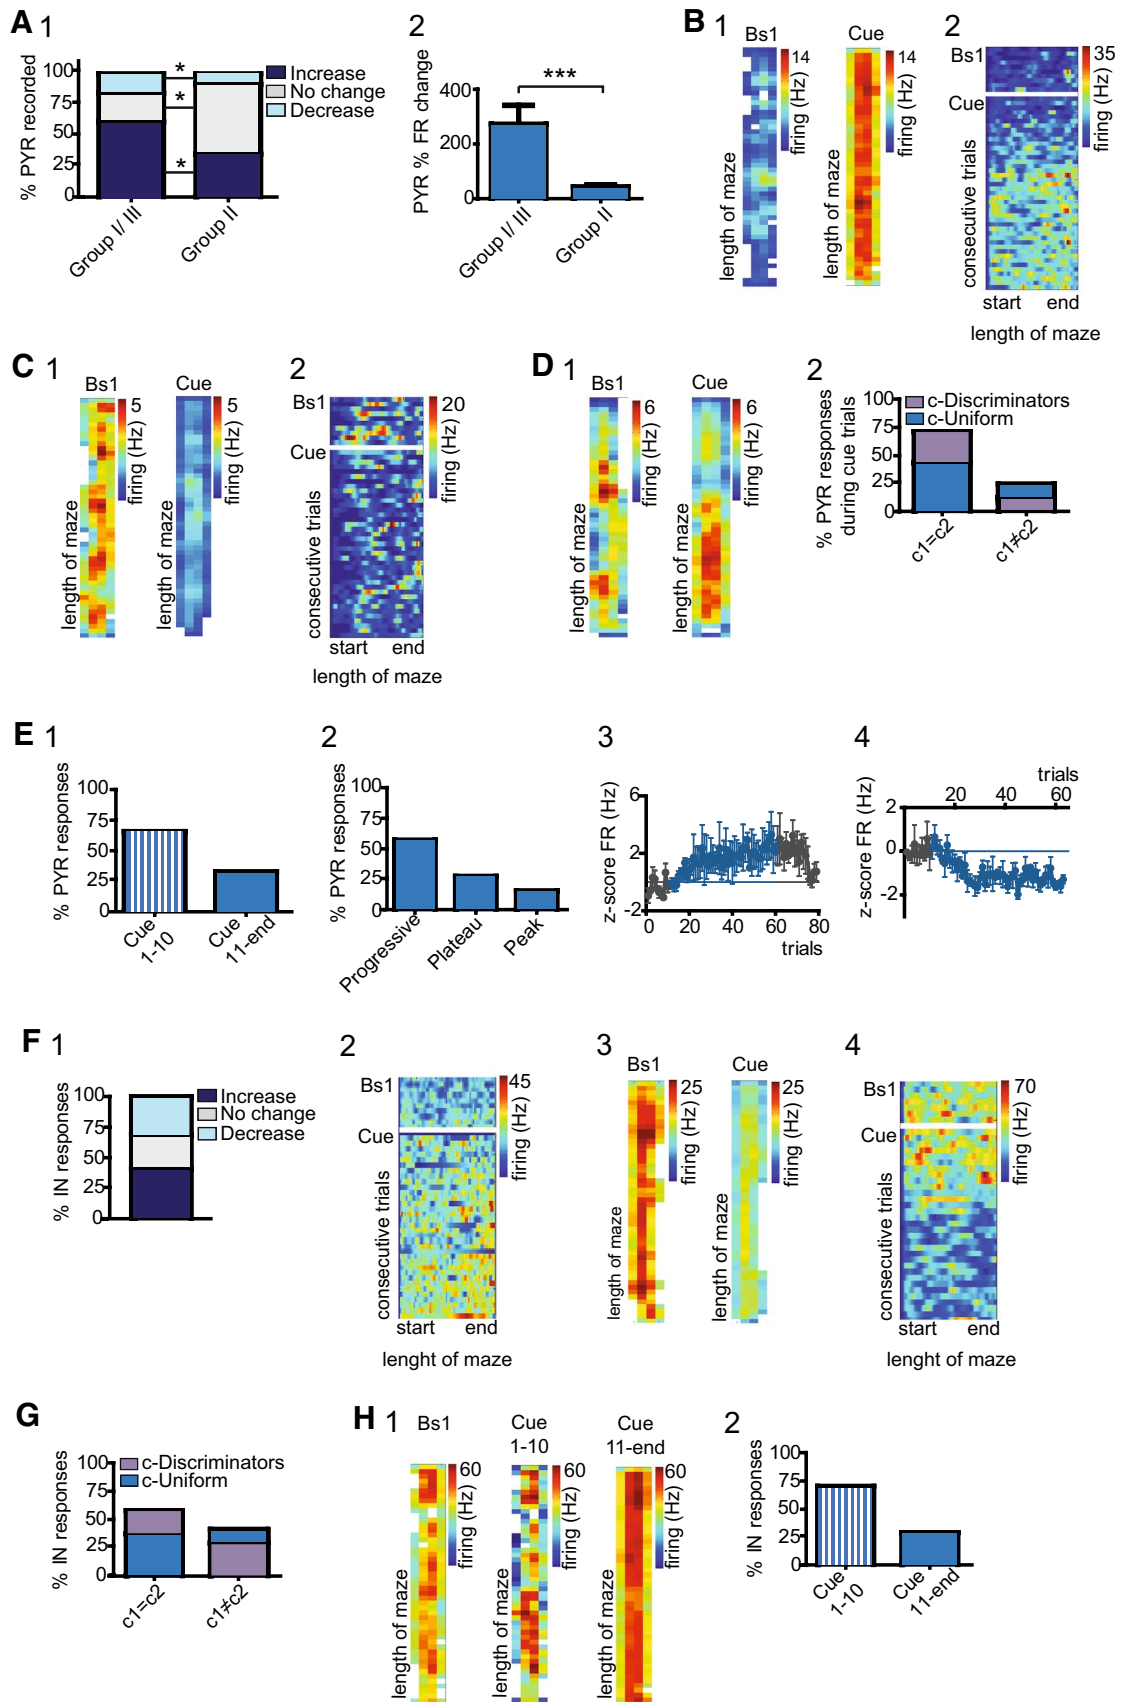 A 1
% PYR recorded
100
75
50
25
0
Increase
No change
Decrease
*
*
*
Group I/ III
Group II
2
PYR % FR change
400
200
0
***
Group I/ III
Group II
B 1
Bs1
14
firing (Hz)
length of maze
Cue
14
firing (Hz)
length of maze
2
Bs1
Cue
consecutive trials
35
firing (Hz)
start end
length of maze
C 1
Bs1
5
firing (Hz)
length of maze
Cue
5
firing (Hz)
length of maze
2
Bs1
Cue
consecutive trials
20
firing (Hz)
start end
length of maze
D 1
Bs1
6
firing (Hz)
length of maze
Cue
6
firing (Hz)
length of maze
2
% PYR responses
during cue trials
100
75
50
25
0
c-Discriminators
c-Uniform
c1=c2
c1≠c2
E 1
% PYR responses
100
75
50
25
0
Cue
1-10
Cue
11-end
2
% PYR responses
100
75
50
25
0
Progressive
Plateau
Peak
3
z-score FR (Hz)
6
2
-2
0 20 40 60 80
trials
4
trials
20 60
z-score FR (Hz)
2
0
-2
F 1
% IN responses
100
75
50
25
0
Increase
No change
Decrease
2
Bs1
Cue
consecutive trials
45
firing (Hz)
start end
lenght of maze
3
Bs1
25
firing (Hz)
length of maze
Cue
25
firing (Hz)
length of maze
4
Bs1
Cue
consecutive trials
70
firing (Hz)
start end
lenght of maze
G
% IN responses
100
75
50
25
0
c-Discriminators
c-Uniform
c1=c2
c1≠c2
H 1
Bs1
60
firing (Hz)
length of maze
Cue
1-10
60
firing (Hz)
length of maze
Cue
11-end
60
firing (Hz)
length of maze
2
% IN responses
100
75
50
25
0
Cue
1-10
Cue
11-end